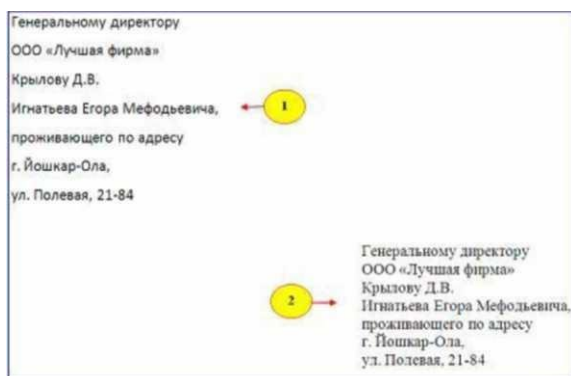 Генеральному директору
ООО «Лучшая фирма»
Крылову Д.В.
Игнатьева Егора Мефодьевича,
1
проживающего по адресу
г. Йошкар-Ола,
ул. Полевая, 21-84
Генеральному директору
ООО «Лучшая фирма»
Крылову Д.В.
2
Игнатьева Егора Мефодьевича,
проживающего по адресу
г. Йошкар-Ола,
ул. Полевая, 21-84